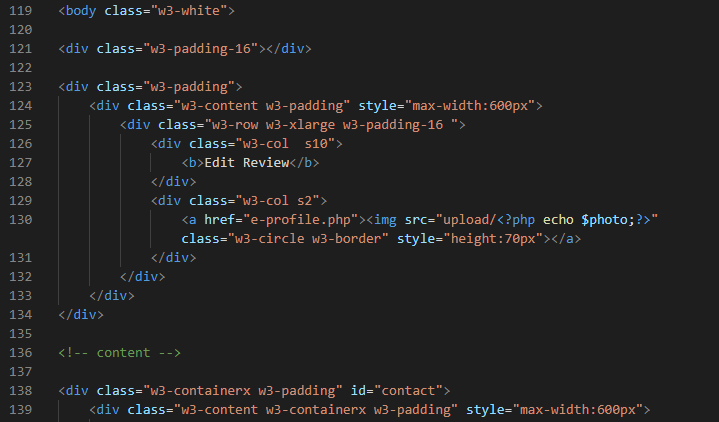 119 <body class="w3-white">
120
121 <div class="w3-padding-16"></div>
122
123 <div class="w3-padding">
124 <div class="w3-content w3-padding" style="max-width:600px">
125 <div class="w3-row w3-xlarge w3-padding-16 ">
126 <div class="w3-col  s10">
127 <b>Edit Review</b>
128 </div>
129 <div class="w3-col s2">
130 <a href="e-profile.php"><img src="upload/<?php echo $photo;?>"
class="w3-circle w3-border" style="height:70px"></a>
131 </div>
132 </div>
133 </div>
134 </div>
135
136 <!-- content -->
137
138 <div class="w3-containerx w3-padding" id="contact">
139 <div class="w3-content w3-containerx w3-padding" style="max-width:600px">